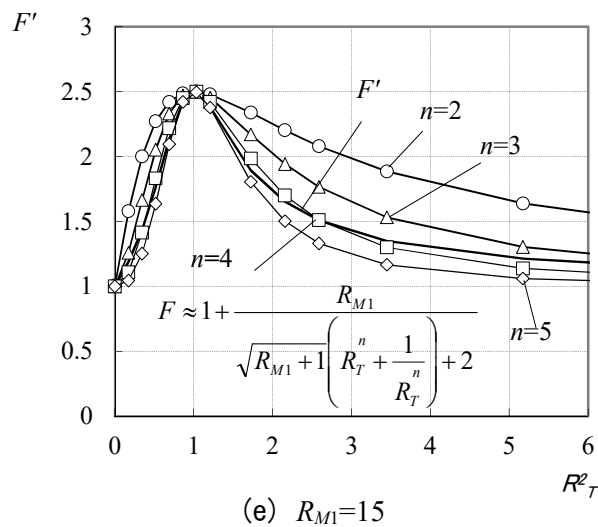 F′
3
2.5
F′
n=2
n=3
2
1.5
n=4
1
F ≈ 1 + R_{M1} / (√(R_{M1}+1) (R_T^n + 1/R_T^n) + 2)
n=5
0.5
0
0 1 2 3 4 5 6
R²_T
(e) R_{M1}=15